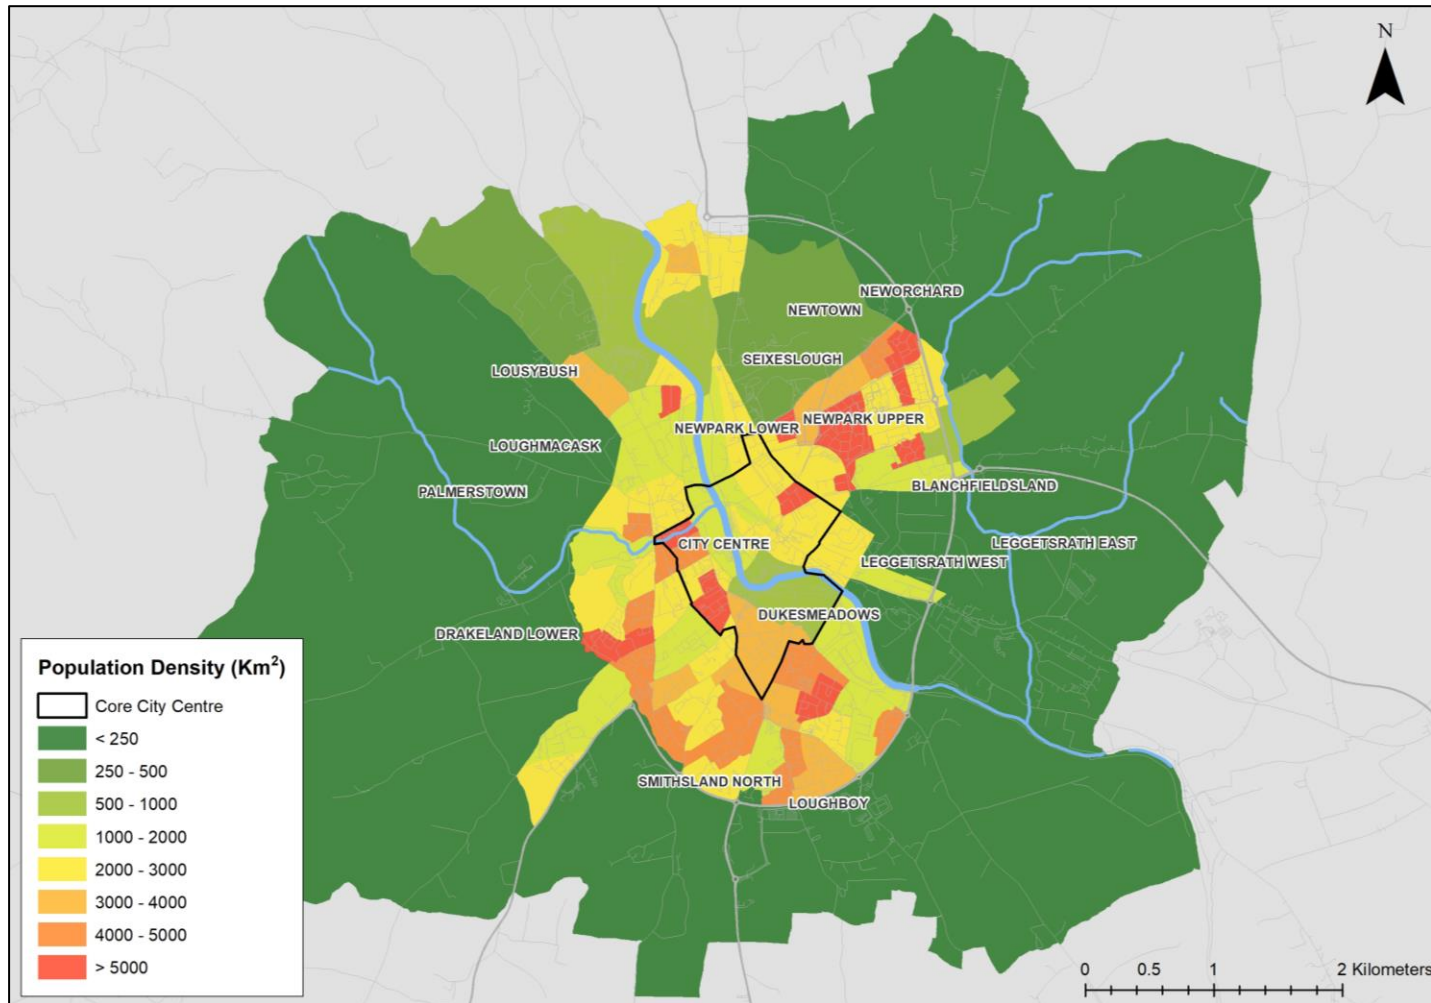 N
NEWORCHARD
NEWTOWN
SEIXESLOUGH
LOUSYBUSH
NEWPARK UPPER
NEWPARK LOWER
LOUGHMACASK
PALMERSTOWN
BLANCHFIELDSLAND
CITY CENTRE
LEGGETSRATH EAST
LEGGETSRATH WEST
DUKESMEADOWS
DRAKELAND LOWER
SMITHSLAND NORTH
LOUGHBOY
Population Density (Km²)
Core City Centre
< 250
250 - 500
500 - 1000
1000 - 2000
2000 - 3000
3000 - 4000
4000 - 5000
> 5000
0 0.5 1 2 Kilometers